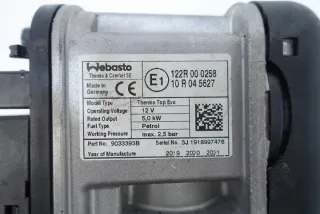 Webasto
Thermo & Comfort SE
Made in
Germany
E1
122R 00 0258
10 R 04 5627
Model Type Thermo Top Evo
Operating Voltage 12 V
Rated Output 5,0 kW
Fuel Type Petrol
Working Pressure max. 2,5 bar
Part No. 9033393B Serial No. 3J 1918997476
Year of Manufacture 2019 2020 2021